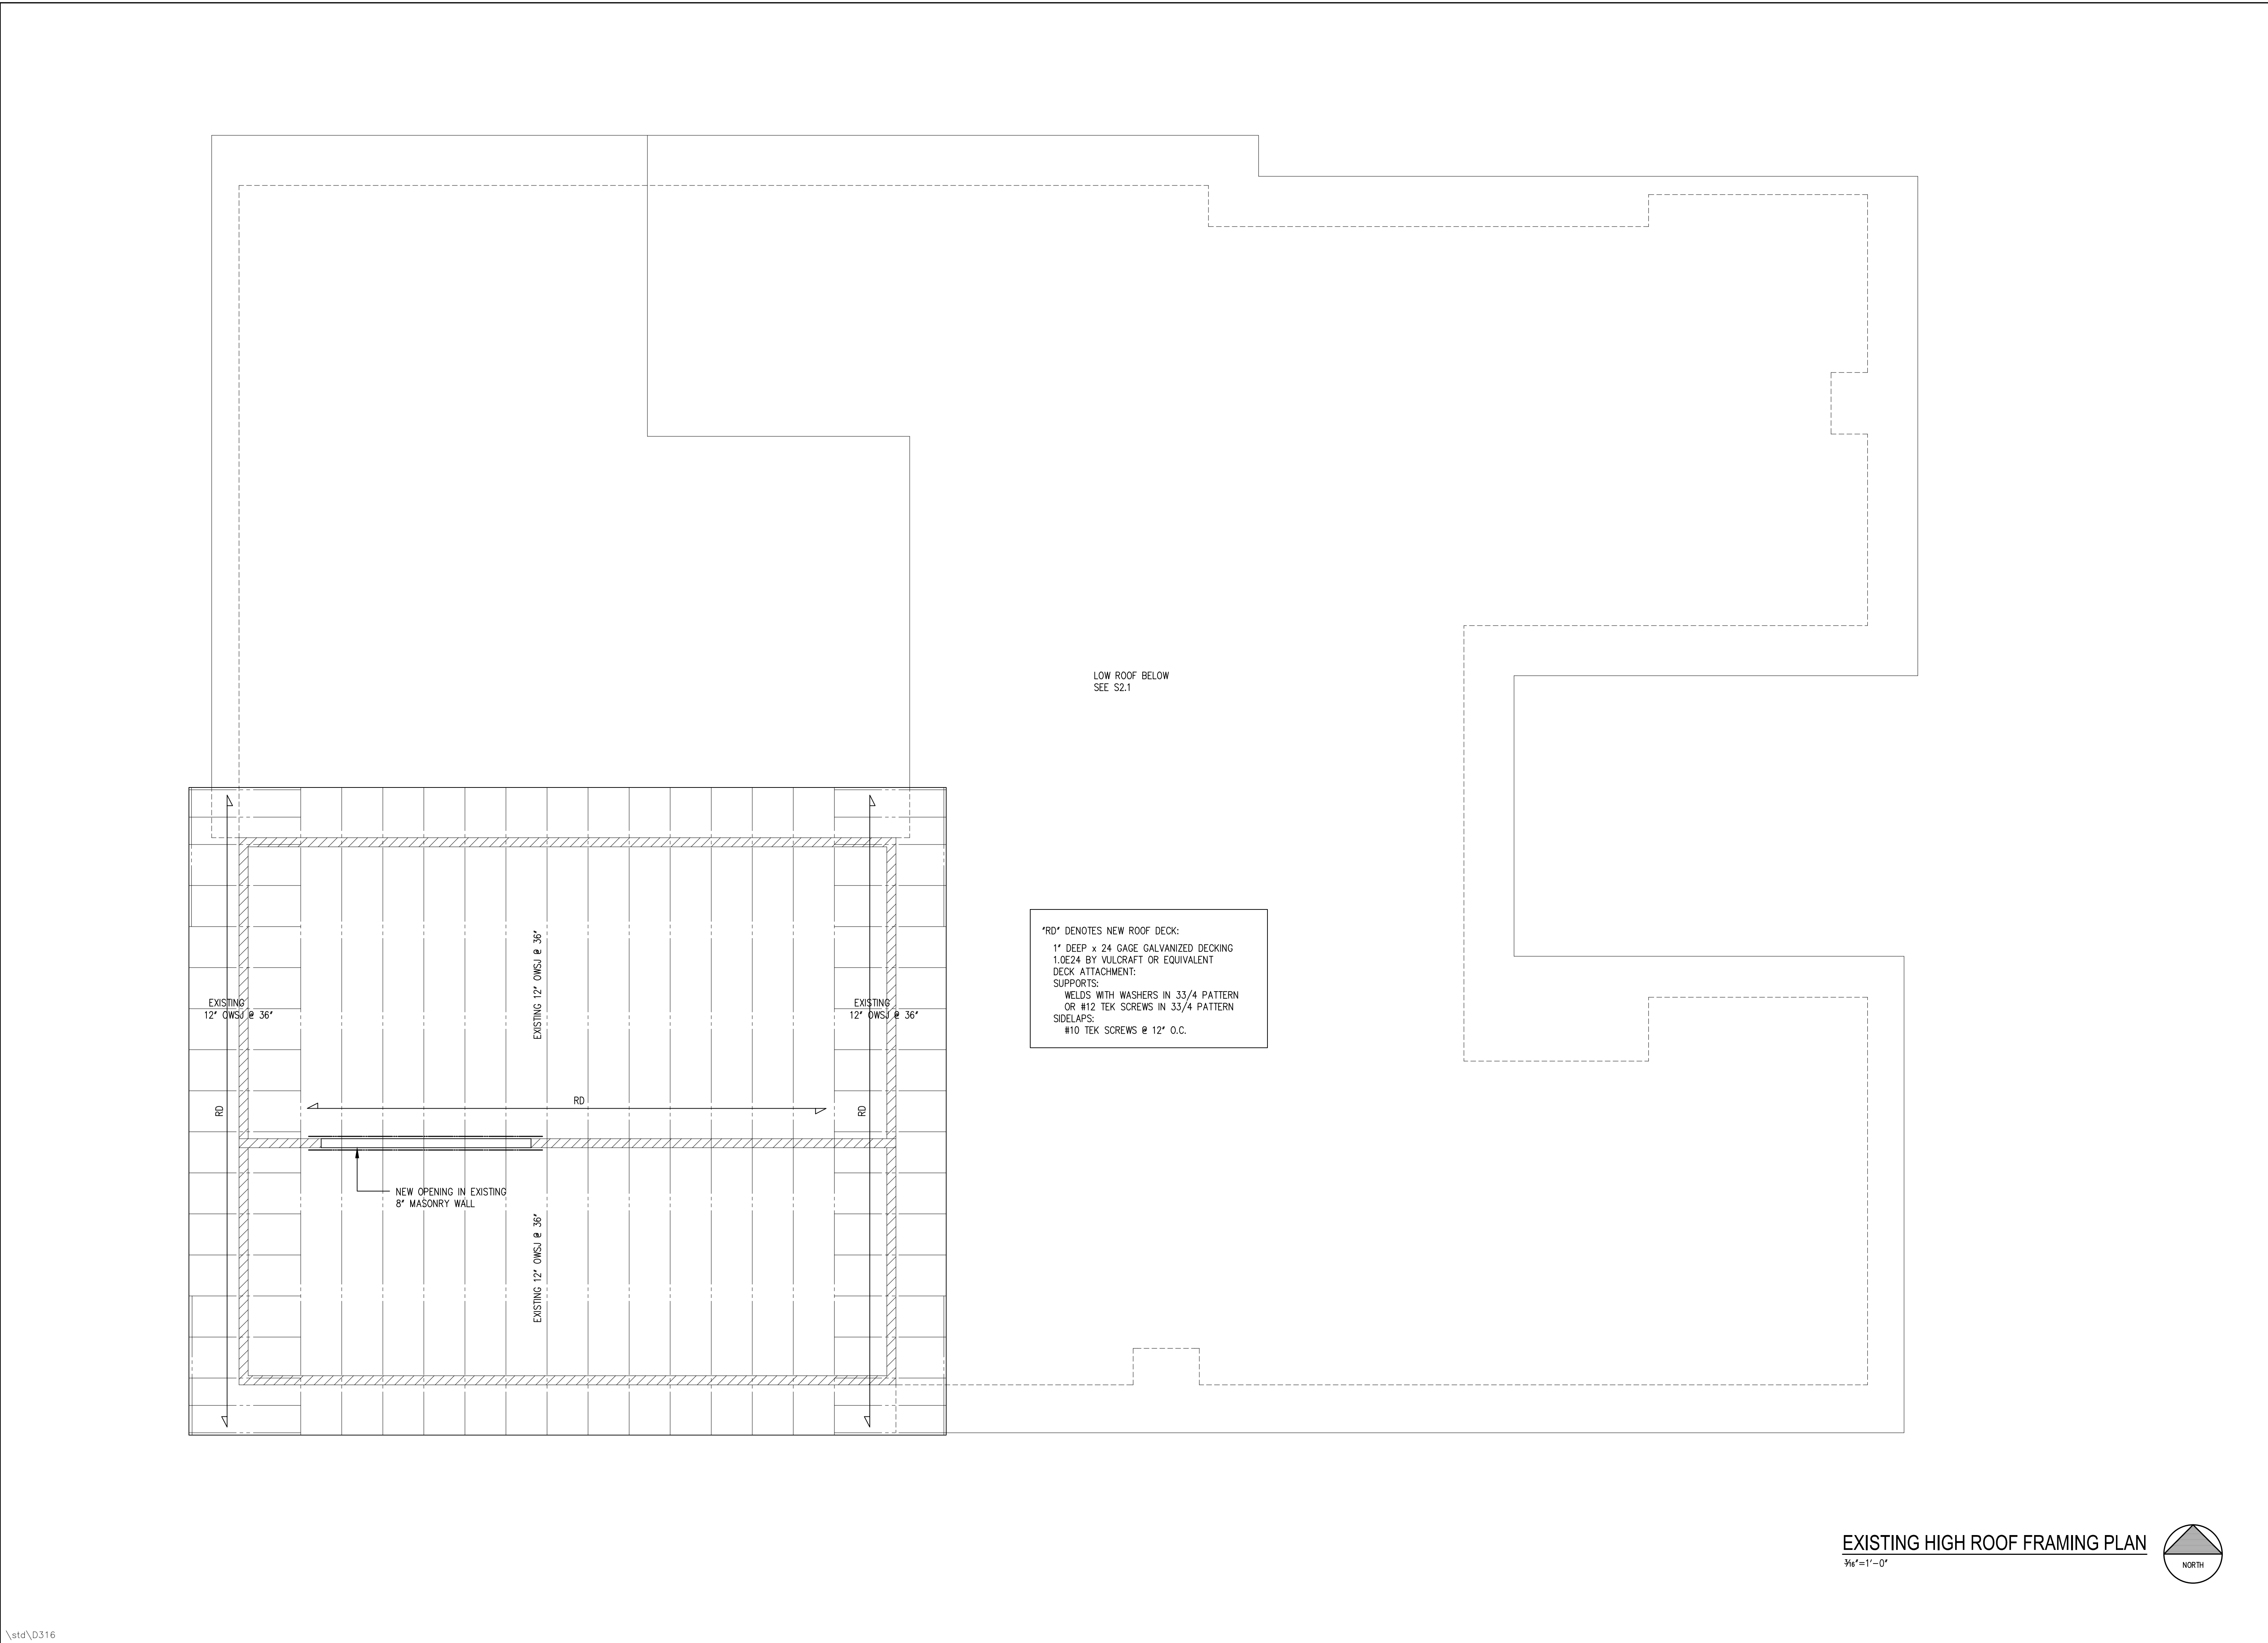 LOW ROOF BELOW
SEE S2.1
"RD" DENOTES NEW ROOF DECK:
1" DEEP x 24 GAGE GALVANIZED DECKING
1.0E24 BY VULCRAFT OR EQUIVALENT
DECK ATTACHMENT:
SUPPORTS:
WELDS WITH WASHERS IN 33/4 PATTERN
OR #12 TEK SCREWS IN 33/4 PATTERN
SIDELAPS:
#10 TEK SCREWS @ 12" O.C.
EXISTING
12" OWSJ @ 36"
EXISTING 12" OWSJ @ 36"
EXISTING
12" OWSJ @ 36"
RD
RD
RD
NEW OPENING IN EXISTING
8" MASONRY WALL
EXISTING 12" OWSJ @ 36"
EXISTING HIGH ROOF FRAMING PLAN
3/16"=1'-0"
NORTH
\std\D316